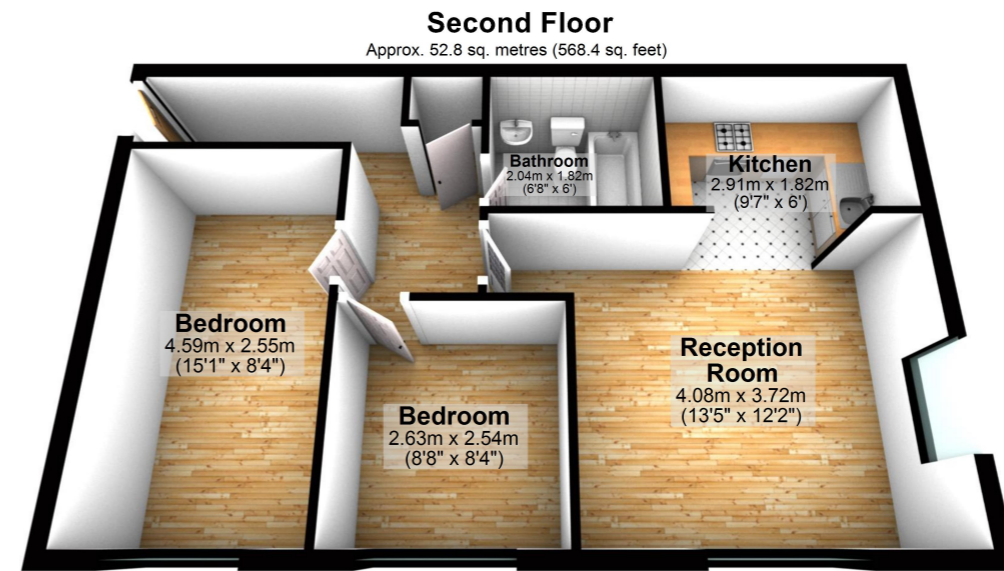 Second Floor
Approx. 52.8 sq. metres (568.4 sq. feet)
Bathroom
2.04m x 1.82m
(6'8" x 6')
Kitchen
2.91m x 1.82m
(9'7" x 6')
Bedroom
4.59m x 2.55m
(15'1" x 8'4")
Reception
Room
4.08m x 3.72m
(13'5" x 12'2")
Bedroom
2.63m x 2.54m
(8'8" x 8'4")